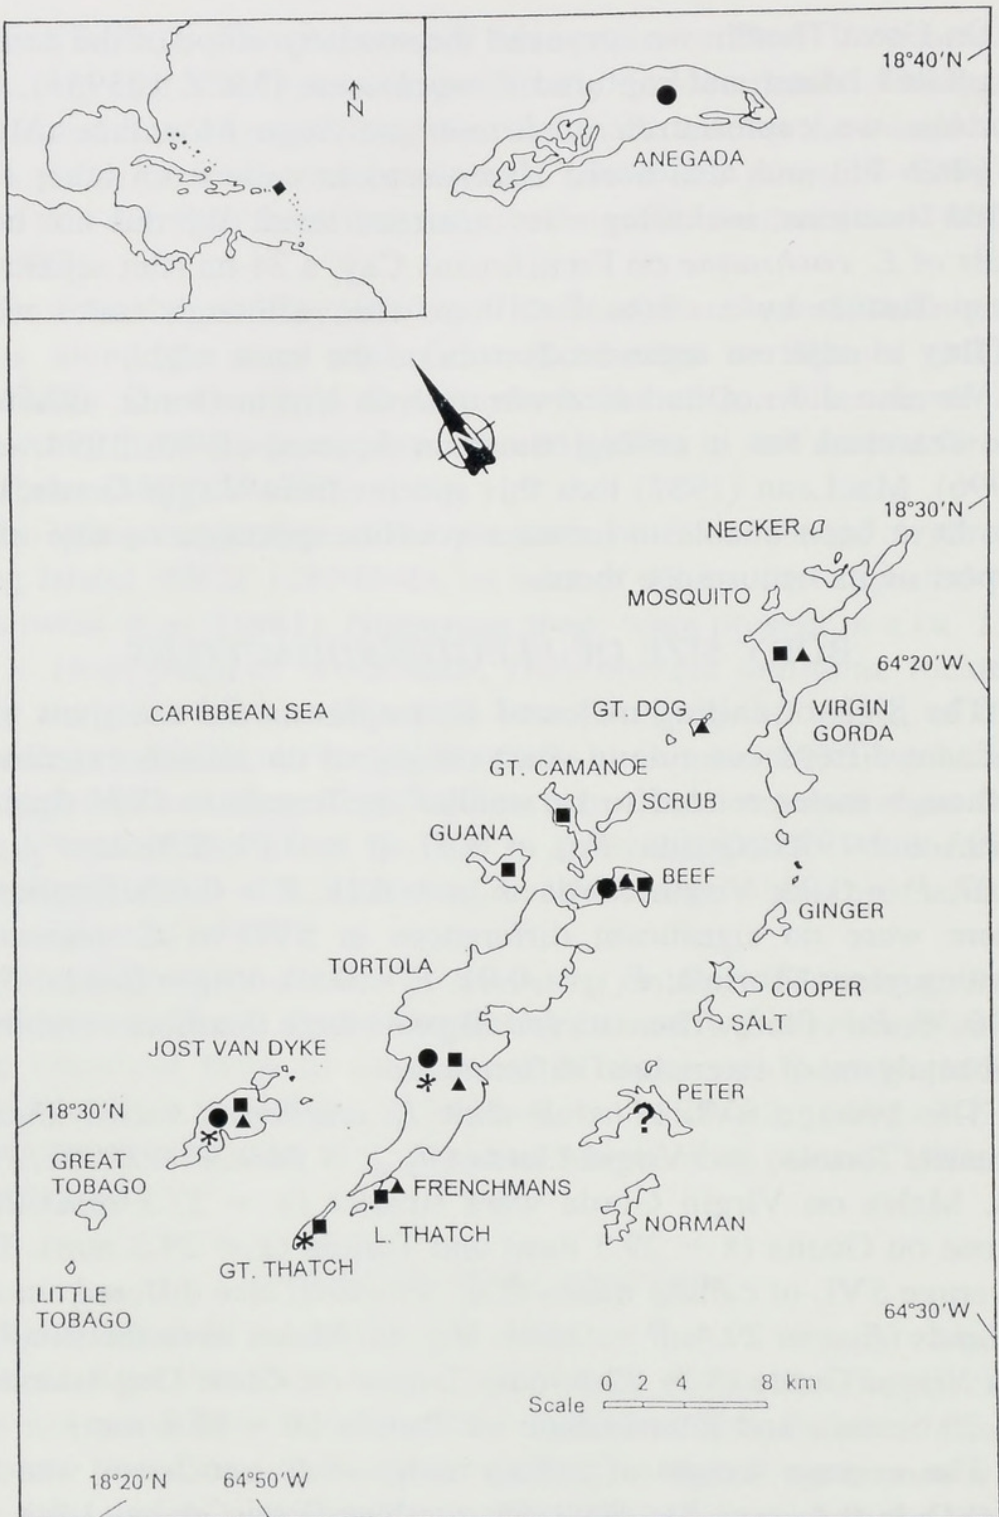 18°40'N
N
ANEGADA
N
18°30'N
NECKER
MOSQUITO
64°20'W
CARIBBEAN SEA
GT. DOG
VIRGIN
GORDA
GT. CAMANOE
SCRUB
GUANA
BEEF
GINGER
TORTOLA
COOPER
SALT
JOST VAN DYKE
PETER
?
18°30'N
GREAT
TOBAGO
FRENCHMANS
NORMAN
L. THATCH
GT. THATCH
LITTLE
TOBAGO
64°30'W
0 2 4 8 km
Scale
18°20'N 64°50'W